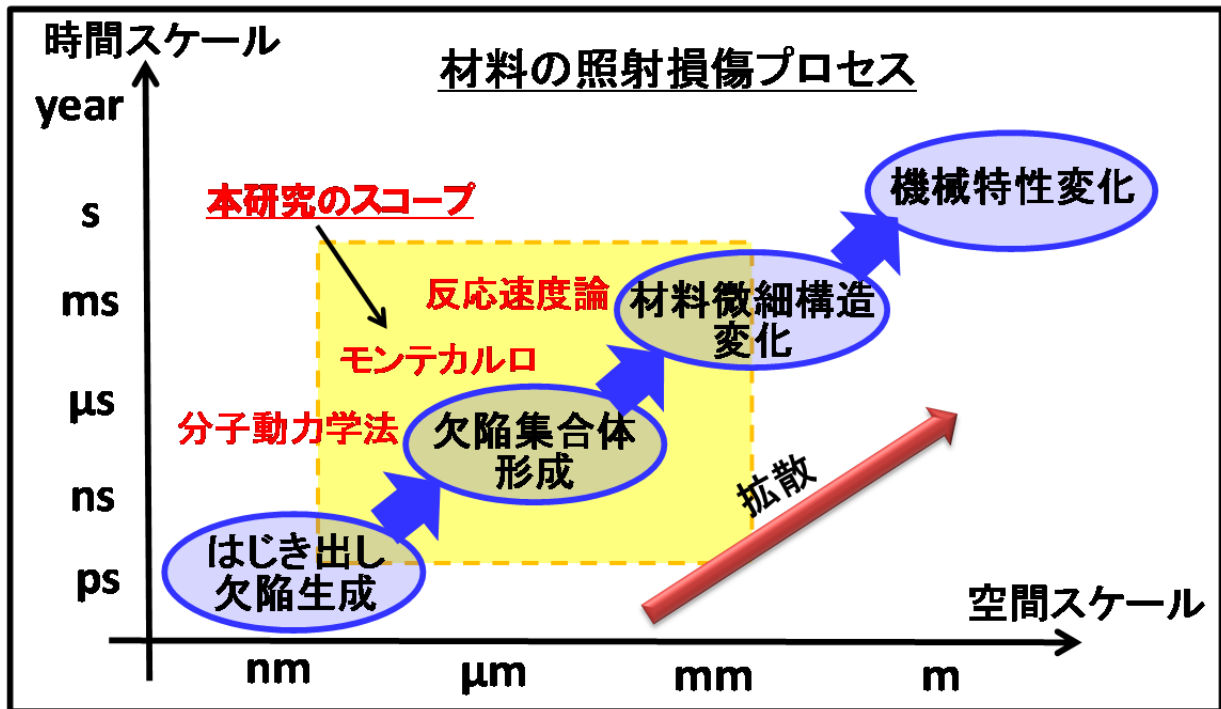 時間スケール
材料の照射損傷プロセス
year
s
ms
μs
ns
ps
本研究のスコープ
機械特性変化
反応速度論
材料微細構造
変化
モンテカルロ
分子動力学法
欠陥集合体
形成
拡散
はじき出し
欠陥生成
空間スケール
nm
μm
mm
m